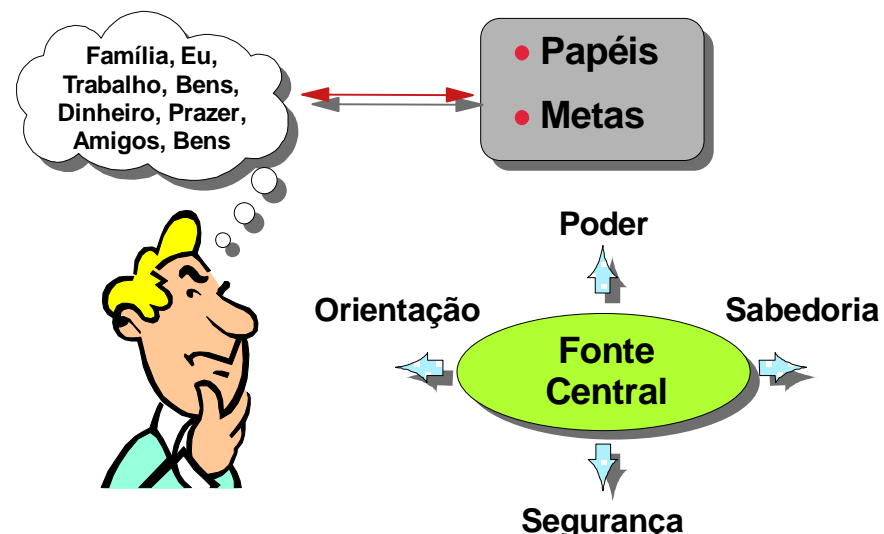 Família, Eu,
Trabalho, Bens,
Dinheiro, Prazer,
Amigos, Bens
• Papéis
• Metas
Poder
Orientação
Sabedoria
Fonte
Central
Segurança